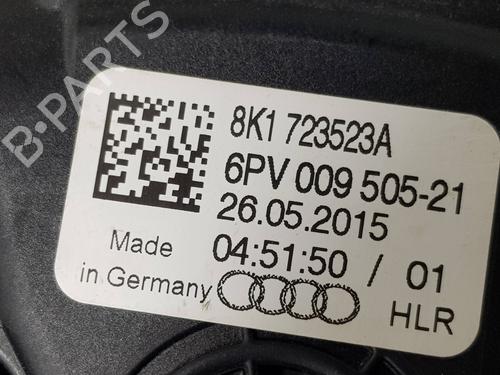 B-PARTS
8K1 723523A
6PV 009 505-21
26.05.2015
Made 04:51:50 / 01
in Germany HLR